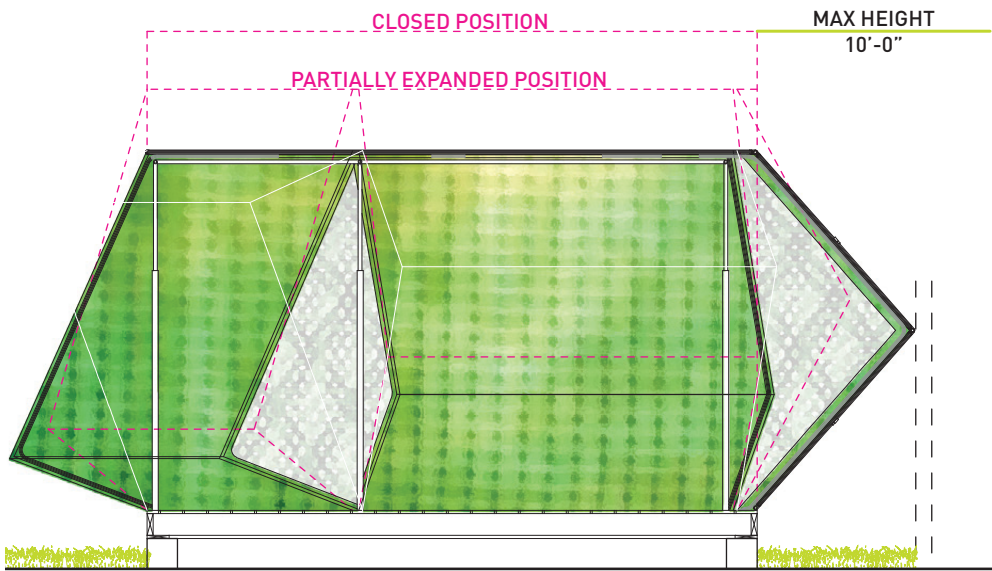 CLOSED POSITION
MAX HEIGHT
10’-0”
PARTIALLY EXPANDED POSITION